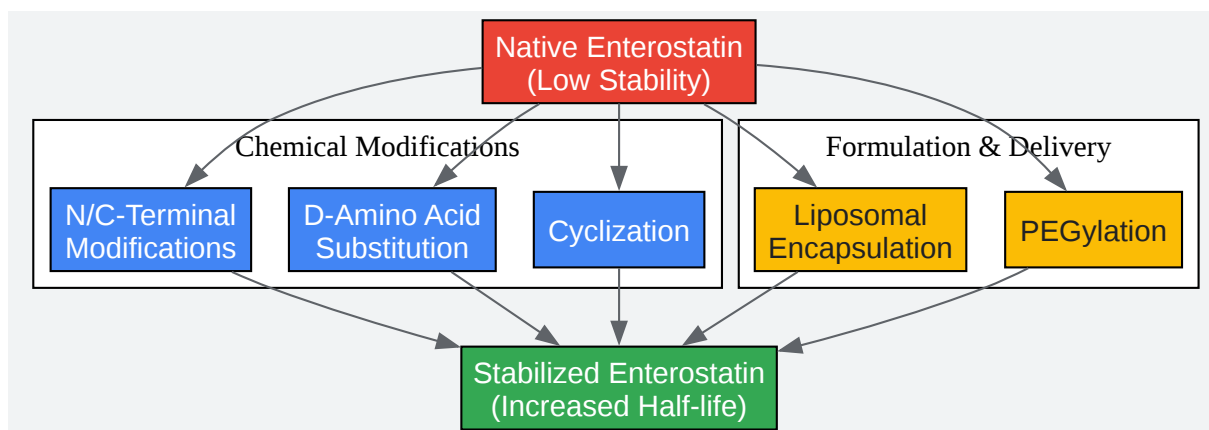 Native Enterostatin
(Low Stability)
Chemical Modifications
Formulation & Delivery
N/C-Terminal
Modifications
D-Amino Acid
Substitution
Cyclization
Liposomal
Encapsulation
PEGylation
Stabilized Enterostatin
(Increased Half-life)